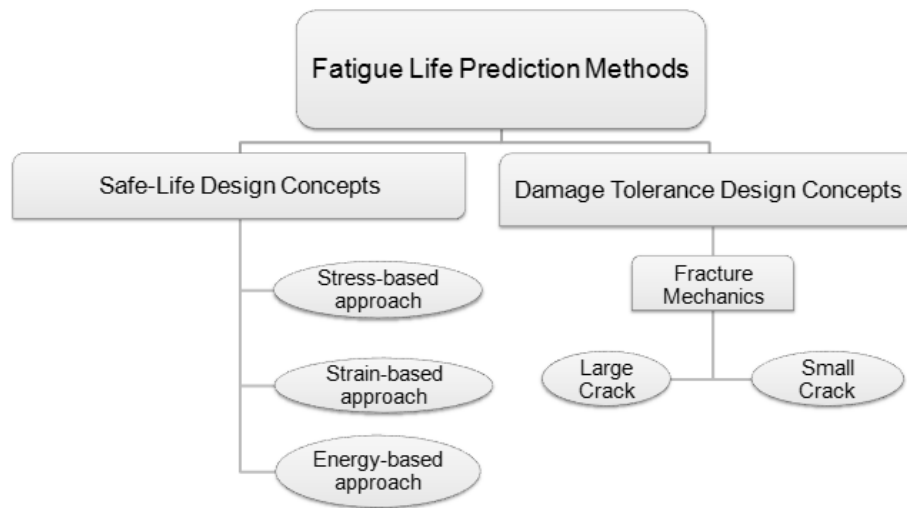 Fatigue Life Prediction Methods
Safe-Life Design Concepts
Damage Tolerance Design Concepts
Stress-based
approach
Strain-based
approach
Energy-based
approach
Fracture
Mechanics
Large
Crack
Small
Crack